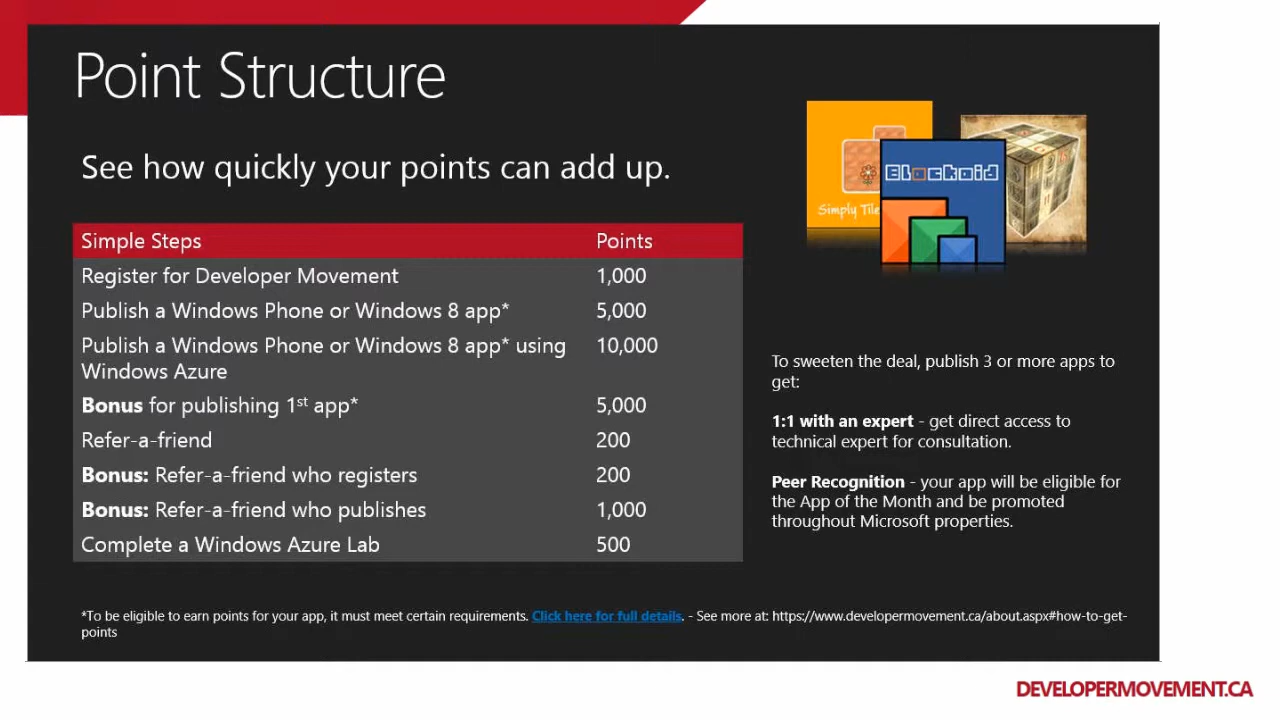 Point Structure
See how quickly your points can add up.
Simple Steps Points
Register for Developer Movement 1,000
Publish a Windows Phone or Windows 8 app* 5,000
Publish a Windows Phone or Windows 8 app* using 10,000
Windows Azure
Bonus for publishing 1st app* 5,000
Refer-a-friend 200
Bonus: Refer-a-friend who registers 200
Bonus: Refer-a-friend who publishes 1,000
Complete a Windows Azure Lab 500
Simply Tile
Blockoid
To sweeten the deal, publish 3 or more apps to
get:
1:1 with an expert - get direct access to
technical expert for consultation.
Peer Recognition - your app will be eligible for
the App of the Month and be promoted
throughout Microsoft properties.
*To be eligible to earn points for your app, it must meet certain requirements. Click here for full details. - See more at: https://www.developermovement.ca/about.aspx#how-to-get-
points
DEVELOPERMOVEMENT.CA